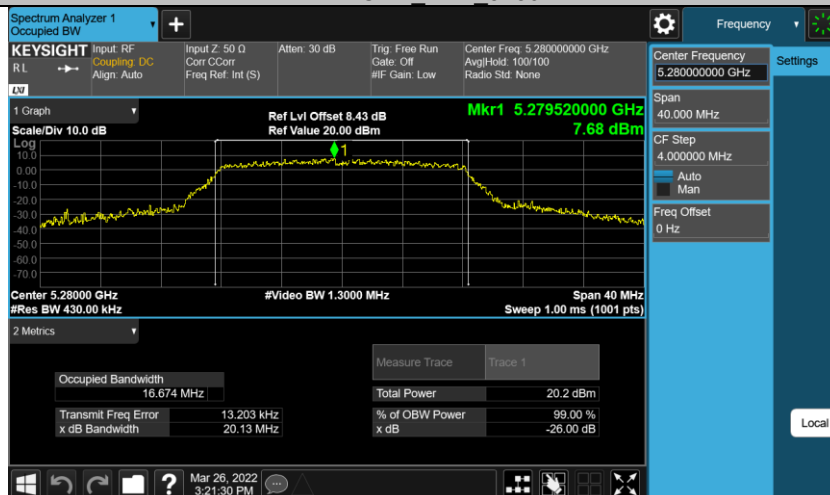 Spectrum Analyzer 1
Occupied BW
Frequency
KEYSIGHT
RL
LXI
Input: RF
Coupling: DC
Align: Auto
Input Z: 50 Ω
Corr CCorr
Freq Ref: Int (S)
Atten: 30 dB
Trig: Free Run
Gate: Off
#IF Gain: Low
Center Freq: 5.280000000 GHz
Avg|Hold: 100/100
Radio Std: None
Center Frequency
5.280000000 GHz
Settings
Span
40.000 MHz
CF Step
4.000000 MHz
Auto
Man
Freq Offset
0 Hz
Local
1 Graph
Scale/Div 10.0 dB
Ref Lvl Offset 8.43 dB
Ref Value 20.00 dBm
Mkr1 5.279520000 GHz
7.68 dBm
Log
10.0
0.00
-10.0
-20.0
-30.0
-40.0
-50.0
-60.0
-70.0
1
Center 5.28000 GHz
#Res BW 430.00 kHz
#Video BW 1.3000 MHz
Span 40 MHz
Sweep 1.00 ms (1001 pts)
2 Metrics
Measure Trace Trace 1
Occupied Bandwidth
16.674 MHz
Total Power 20.2 dBm
Transmit Freq Error 13.203 kHz
% of OBW Power 99.00 %
x dB Bandwidth 20.13 MHz
x dB -26.00 dB
Mar 26, 2022
3:21:30 PM